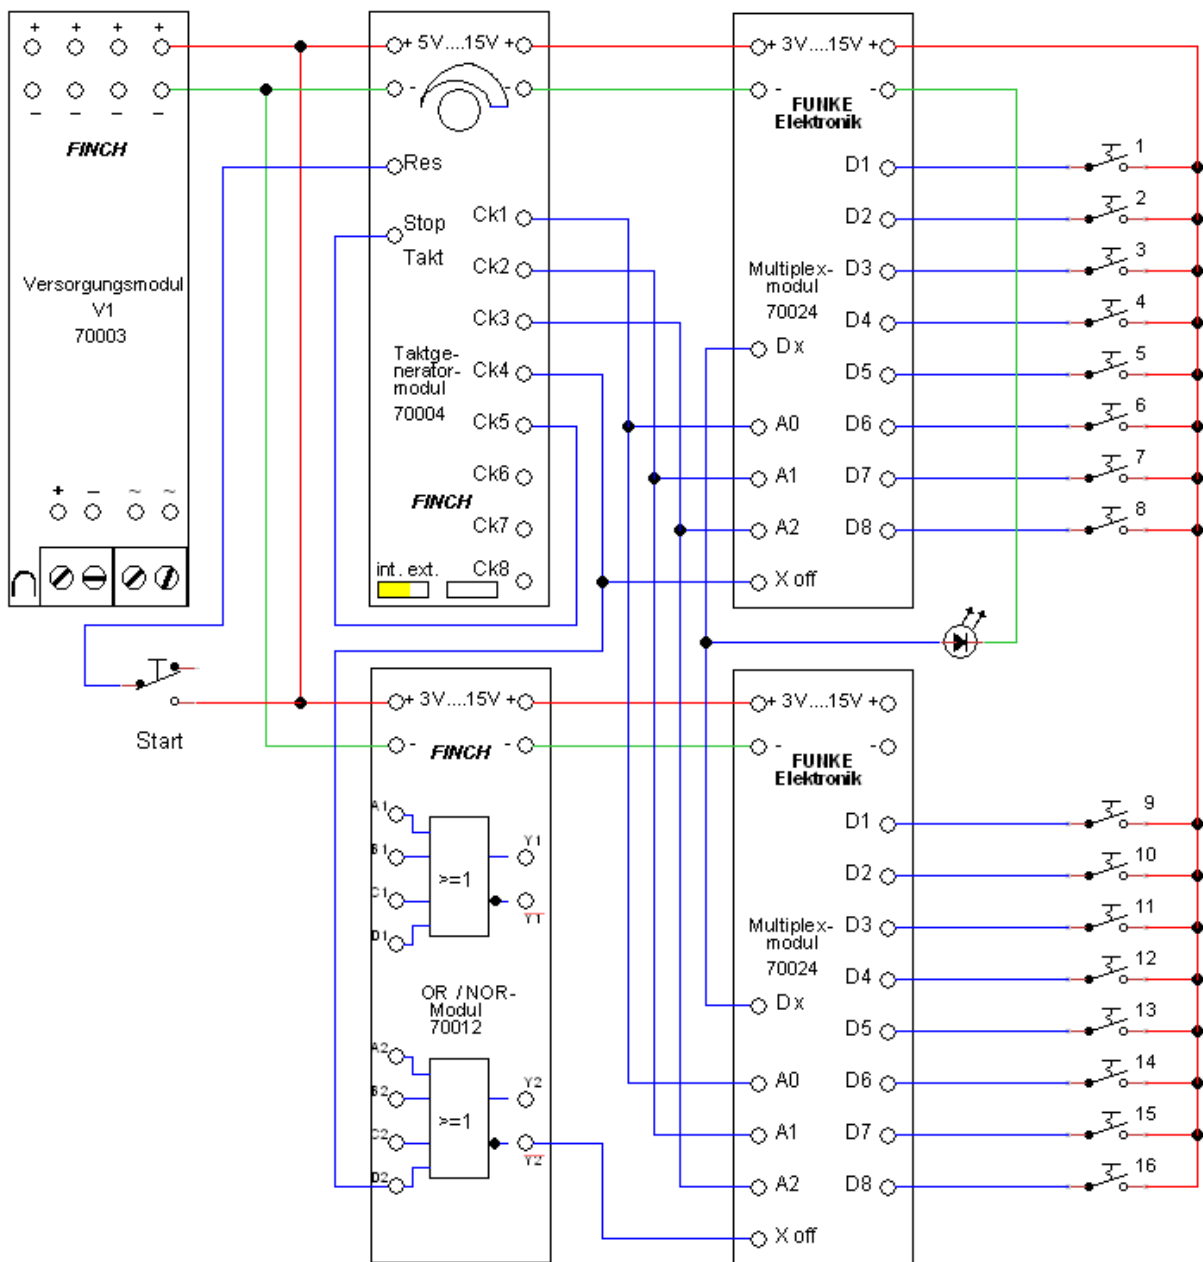 + + + +
− − − −
FINCH
Versorgungsmodul
V1
70003
+ − ~ ~
+ 5V....15V +
- -
Res
Stop
Takt
Ck1
Ck2
Ck3
Ck4
Ck5
Ck6
Ck7
Ck8
Taktge-
nerator-
modul
70004
FINCH
int. ext.
+ 3V....15V +
- -
FUNKE
Elektronik
D1
D2
D3
D4
D5
D6
D7
D8
Multiplex-
modul
70024
Dx
A0
A1
A2
X off
1
2
3
4
5
6
7
8
Start
+ 3V....15V +
- -
FINCH
A1
B1
C1
D1
>=1
Y1
Y1
OR / NOR-
Modul
70012
A2
B2
C2
D2
>=1
Y2
Y2
+ 3V....15V +
- -
FUNKE
Elektronik
D1
D2
D3
D4
D5
D6
D7
D8
Multiplex-
modul
70024
Dx
A0
A1
A2
X off
9
10
11
12
13
14
15
16